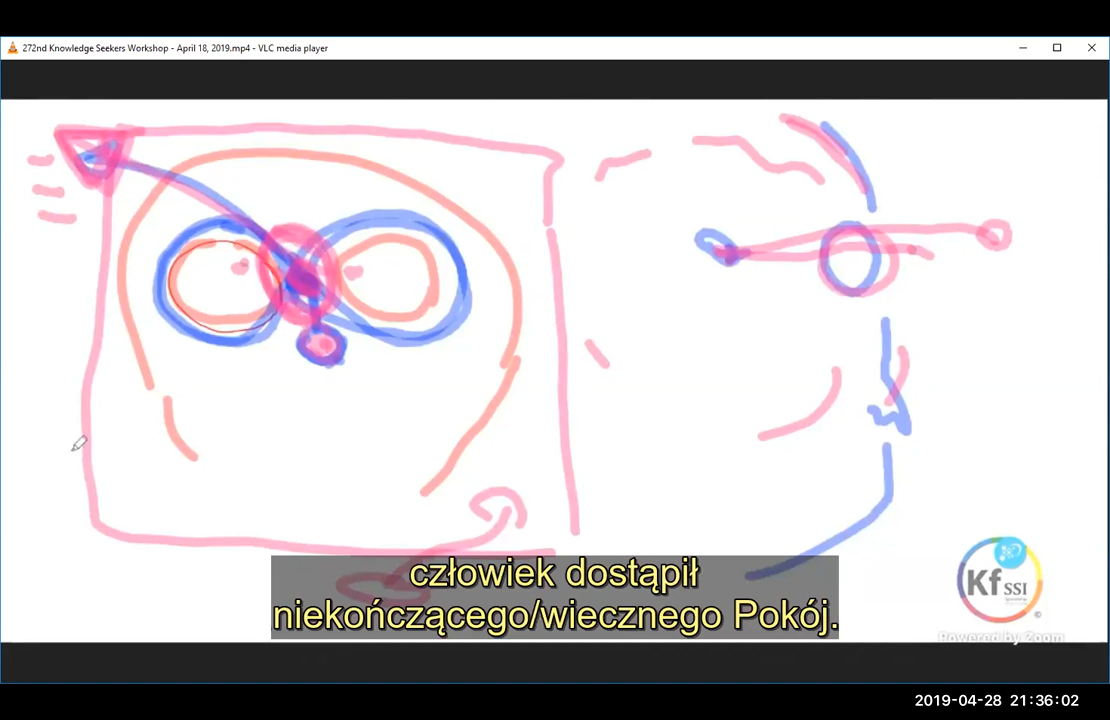 272nd Knowledge Seekers Workshop - April 18, 2019.mp4 - VLC media player
człowiek dostąpił
niekończącego/wiecznego Pokój.
Kf SSI
©
Powered by Zoom
2019-04-28 21:36:02